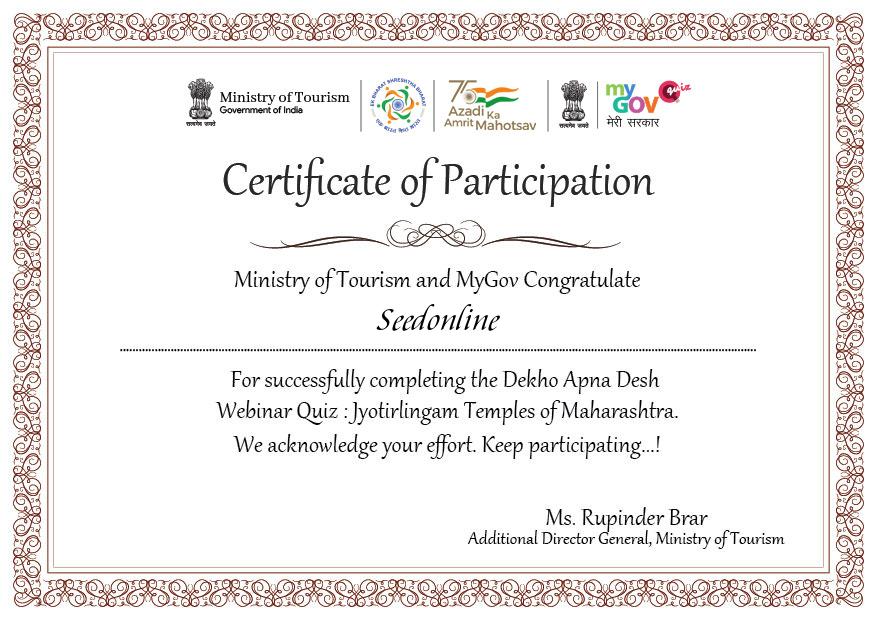 Ministry of Tourism
Government of India
सत्यमेव जयते
EK BHARAT SHRESHTHA BHARAT
एक भारत श्रेष्ठ भारत
75
Azadi Ka
Amrit Mahotsav
सत्यमेव जयते
my
GOV
quiz
मेरी सरकार
Certificate of Participation
Ministry of Tourism and MyGov Congratulate
Seedonline
For successfully completing the Dekho Apna Desh
Webinar Quiz : Jyotirlingam Temples of Maharashtra.
We acknowledge your effort. Keep participating...!
Ms. Rupinder Brar
Additional Director General, Ministry of Tourism